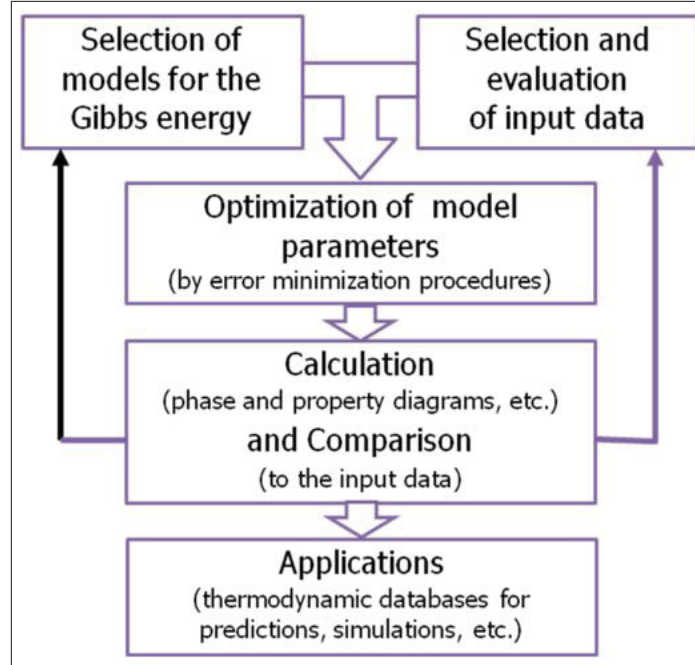 Selection of
models for the
Gibbs energy
Selection and
evaluation
of input data
Optimization of model
parameters
(by error minimization procedures)
Calculation
(phase and property diagrams, etc.)
and Comparison
(to the input data)
Applications
(thermodynamic databases for
predictions, simulations, etc.)